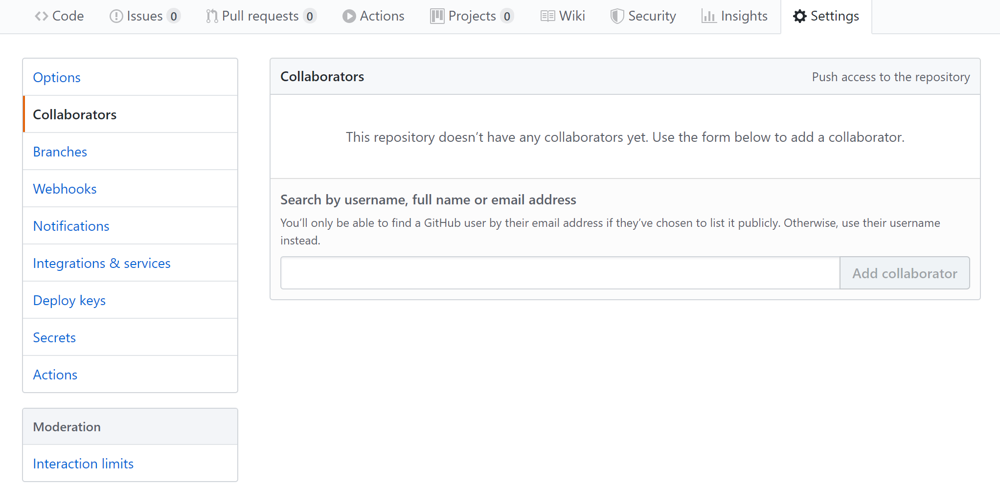 Code Issues 0 Pull requests 0 Actions Projects 0 Wiki Security Insights Settings
Options
Collaborators
Branches
Webhooks
Notifications
Integrations & services
Deploy keys
Secrets
Actions
Moderation
Interaction limits
Collaborators Push access to the repository
This repository doesn’t have any collaborators yet. Use the form below to add a collaborator.
Search by username, full name or email address
You’ll only be able to find a GitHub user by their email address if they’ve chosen to list it publicly. Otherwise, use their username
instead.
Add collaborator